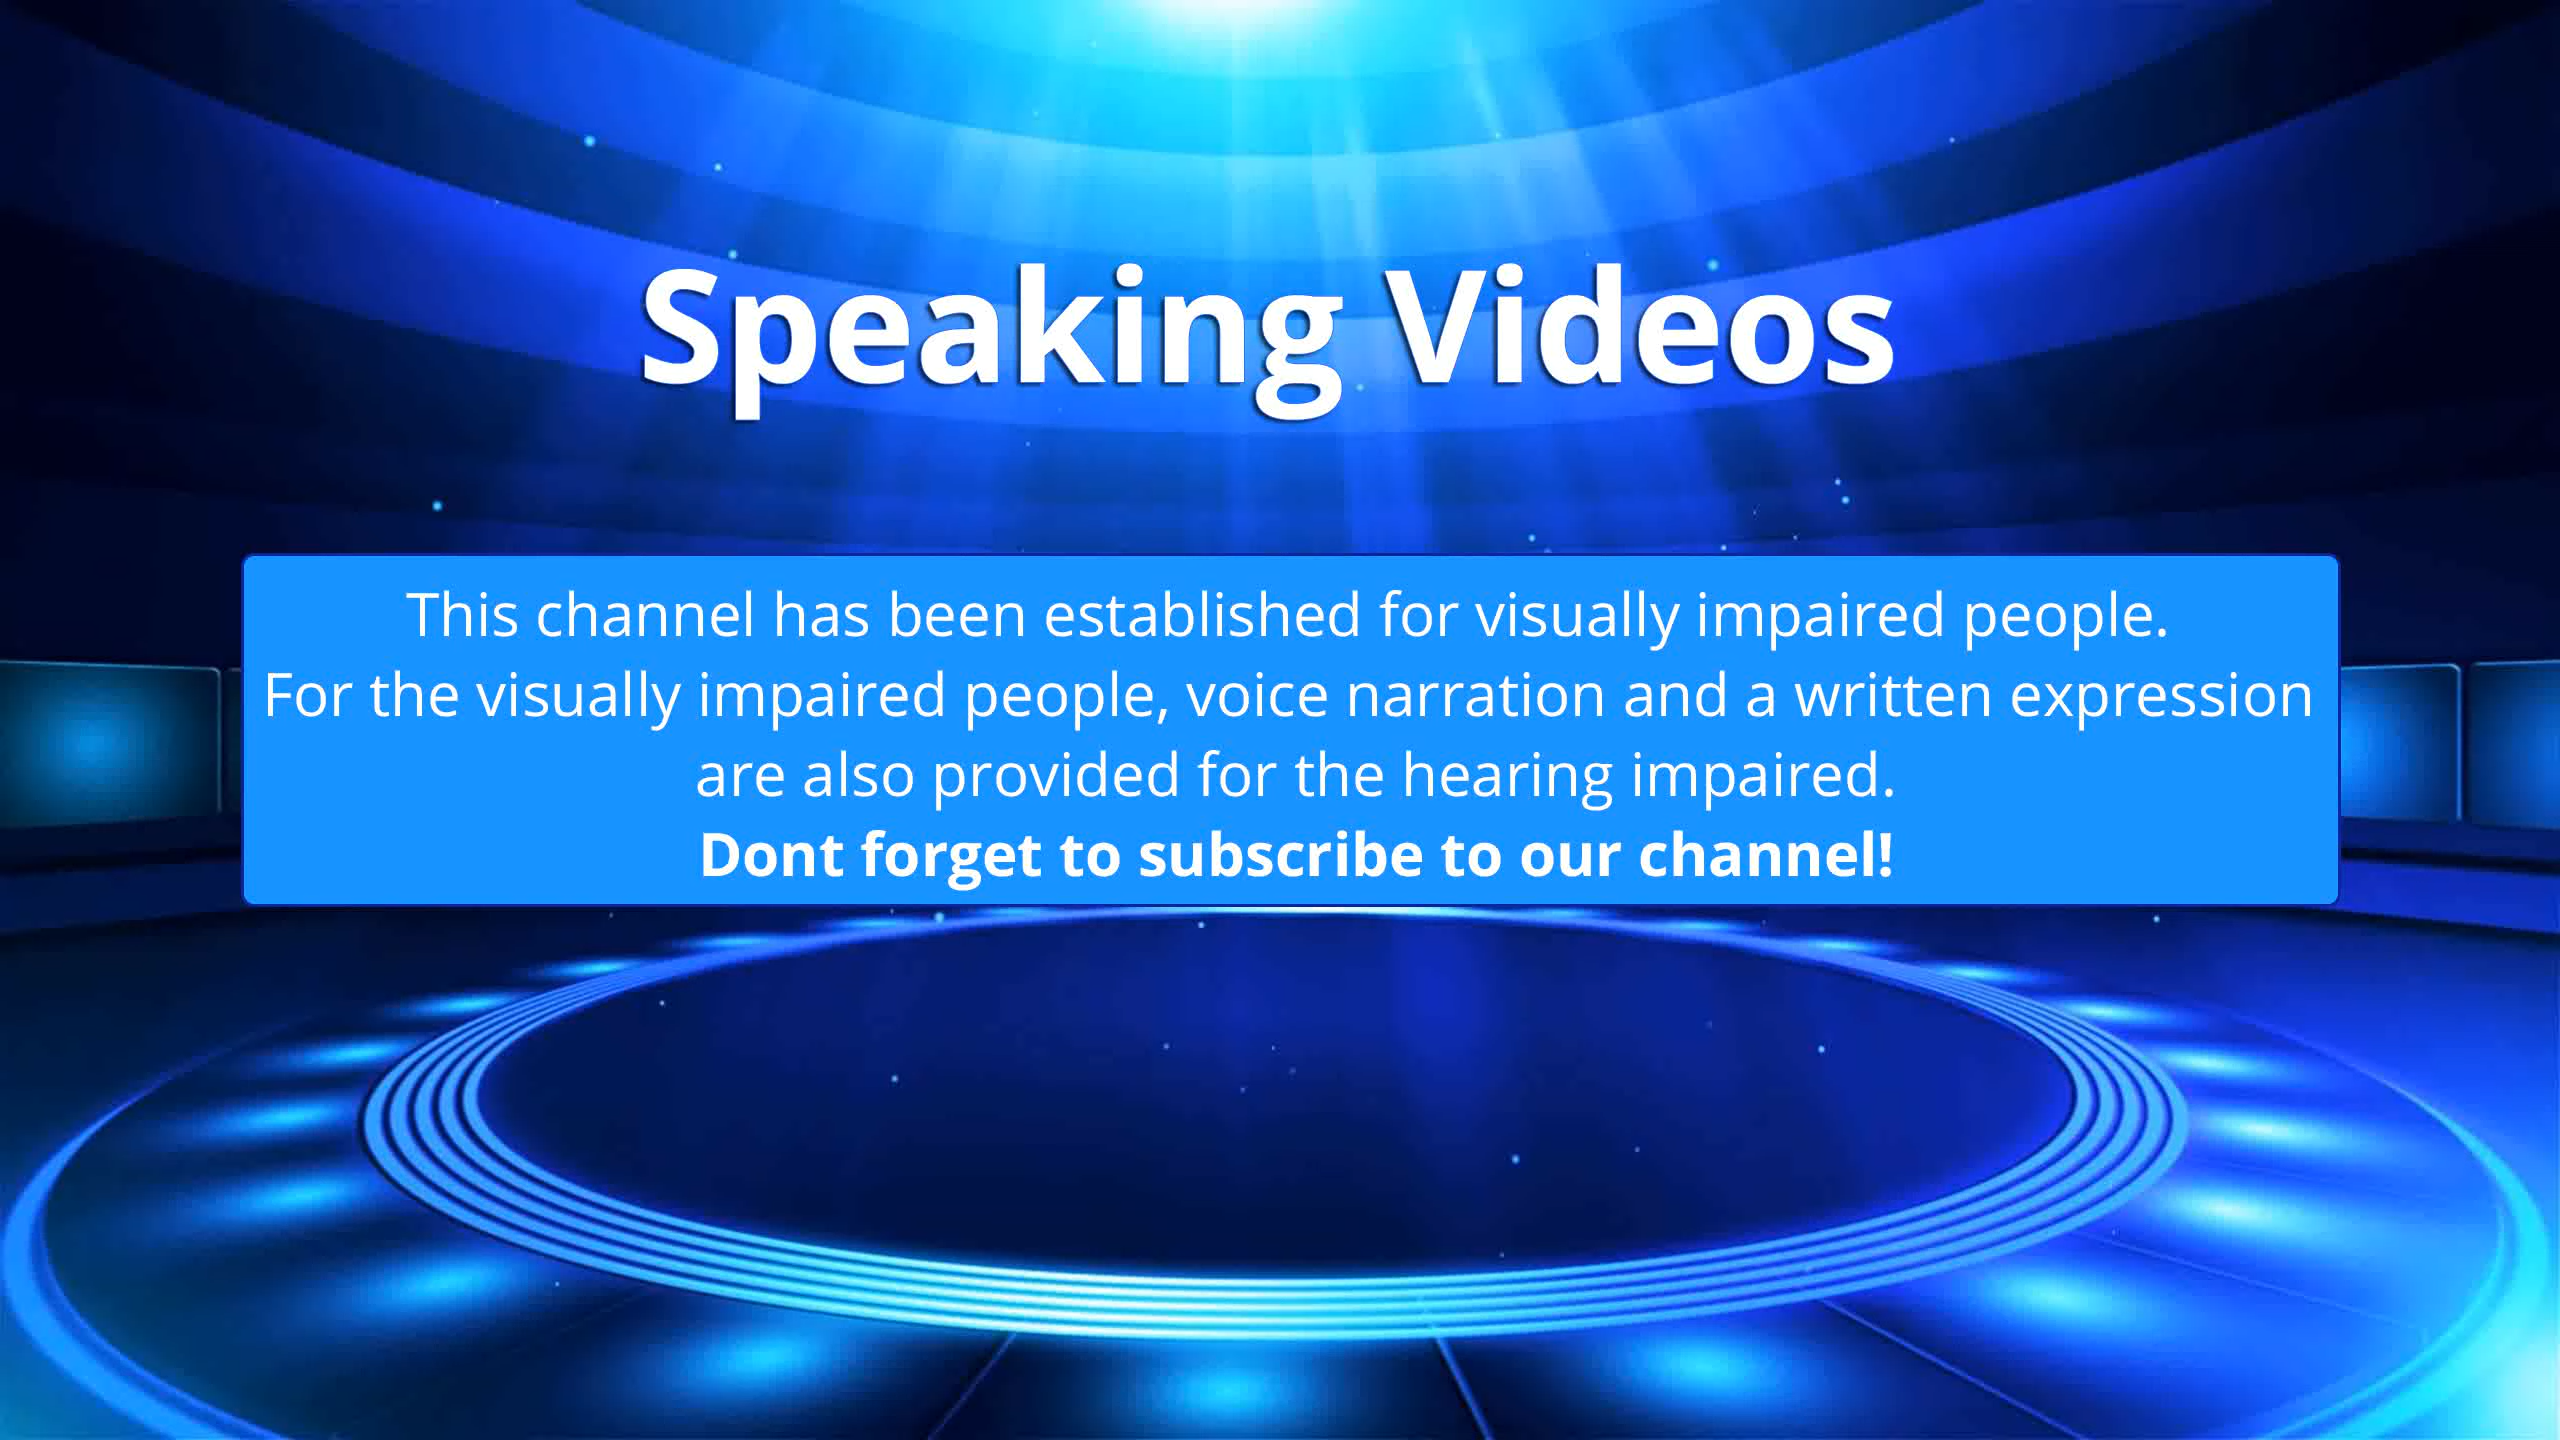 Speaking Videos
This channel has been established for visually impaired people.
For the visually impaired people, voice narration and a written expression
are also provided for the hearing impaired.
Dont forget to subscribe to our channel!